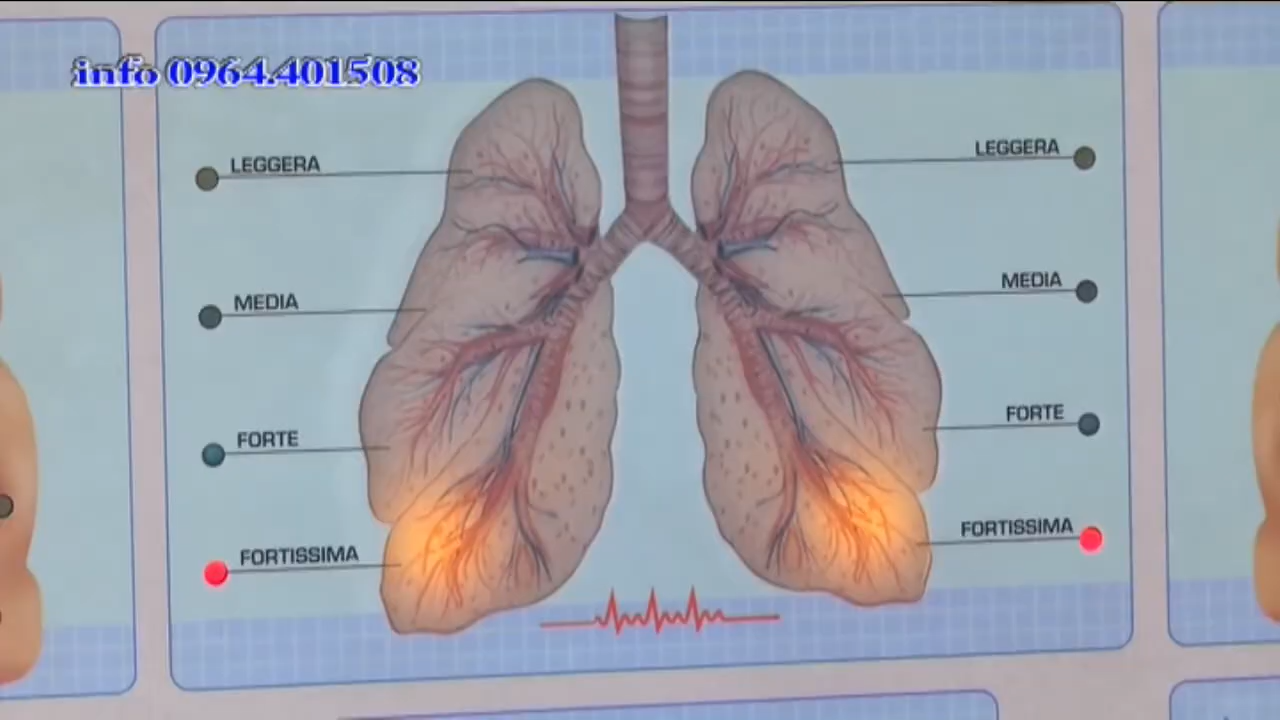 info 0964.401508
LEGGERA
LEGGERA
MEDIA
MEDIA
FORTE
FORTE
FORTISSIMA
FORTISSIMA